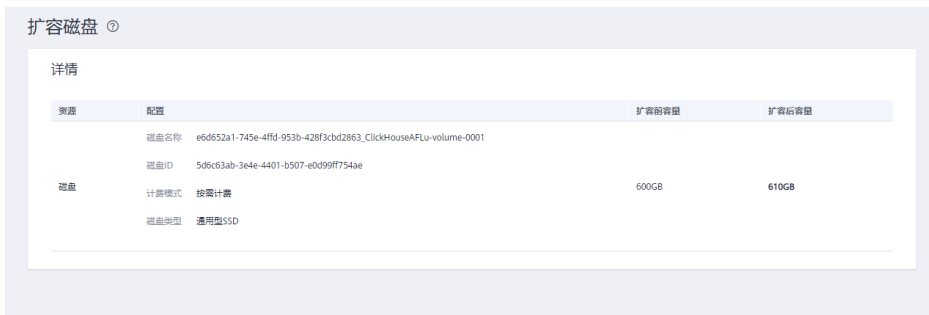 扩容磁盘 ?
详情
资源 配置 扩容前容量 扩容后容量
磁盘名称 e6d652a1-745e-4ffd-953b-428f3cbd2863_ClickHouseAFLu-volume-0001
磁盘ID 5d6c63ab-3e4e-4401-b507-e0d99ff754ae
磁盘 600GB 610GB
计费模式 按需计费
磁盘类型 通用型SSD